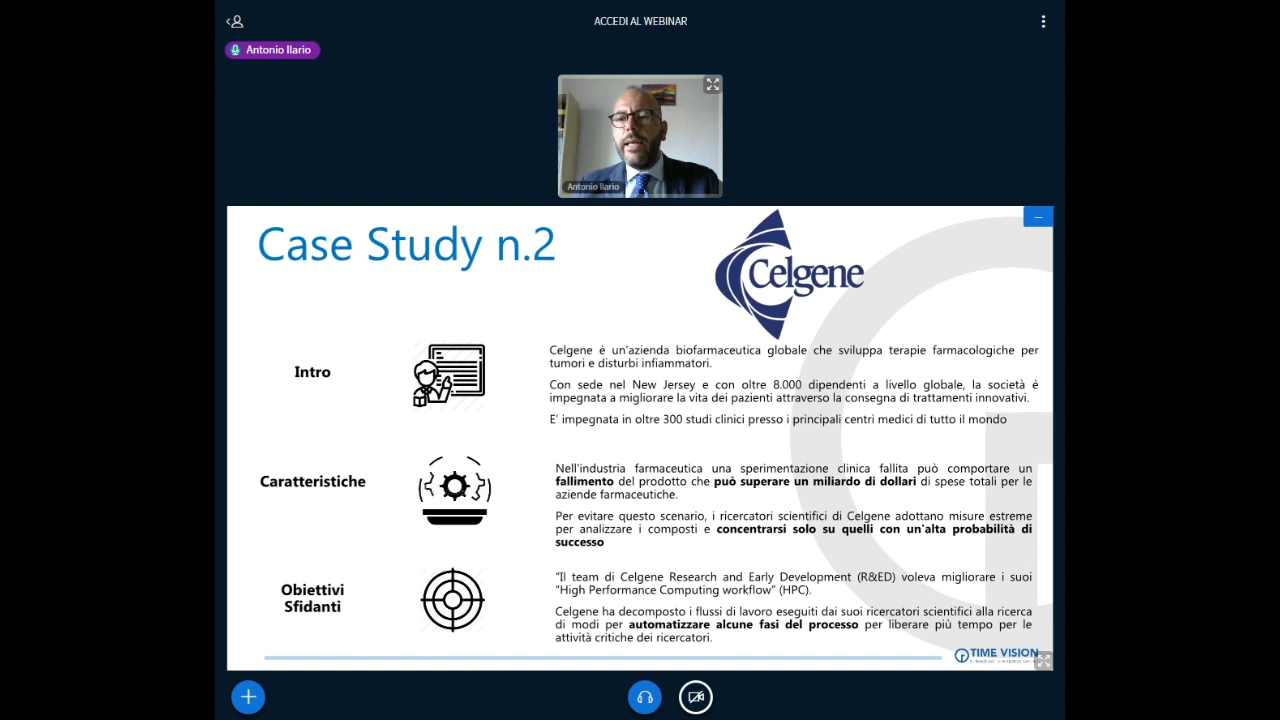 ACCEDI AL WEBINAR
Antonio Ilario
Antonio Ilario
Case Study n.2
Celgene
Intro
Celgene è un'azienda biofarmaceutica globale che sviluppa terapie farmacologiche per
tumori e disturbi infiammatori.
Con sede nel New Jersey e con oltre 8.000 dipendenti a livello globale, la società è
impegnata a migliorare la vita dei pazienti attraverso la consegna di trattamenti innovativi.
E' impegnata in oltre 300 studi clinici presso i principali centri medici di tutto il mondo
Caratteristiche
Nell'industria farmaceutica una sperimentazione clinica fallita può comportare un
fallimento del prodotto che può superare un miliardo di dollari di spese totali per le
aziende farmaceutiche.
Per evitare questo scenario, i ricercatori scientifici di Celgene adottano misure estreme
per analizzare i composti e concentrarsi solo su quelli con un'alta probabilità di
successo
Obiettivi
Sfidanti
"Il team di Celgene Research and Early Development (R&ED) voleva migliorare i suoi
"High Performance Computing workflow" (HPC).
Celgene ha decomposto i flussi di lavoro eseguiti dai suoi ricercatori scientifici alla ricerca
di modi per automatizzare alcune fasi del processo per liberare più tempo per le
attività critiche dei ricercatori.
TIME VISION